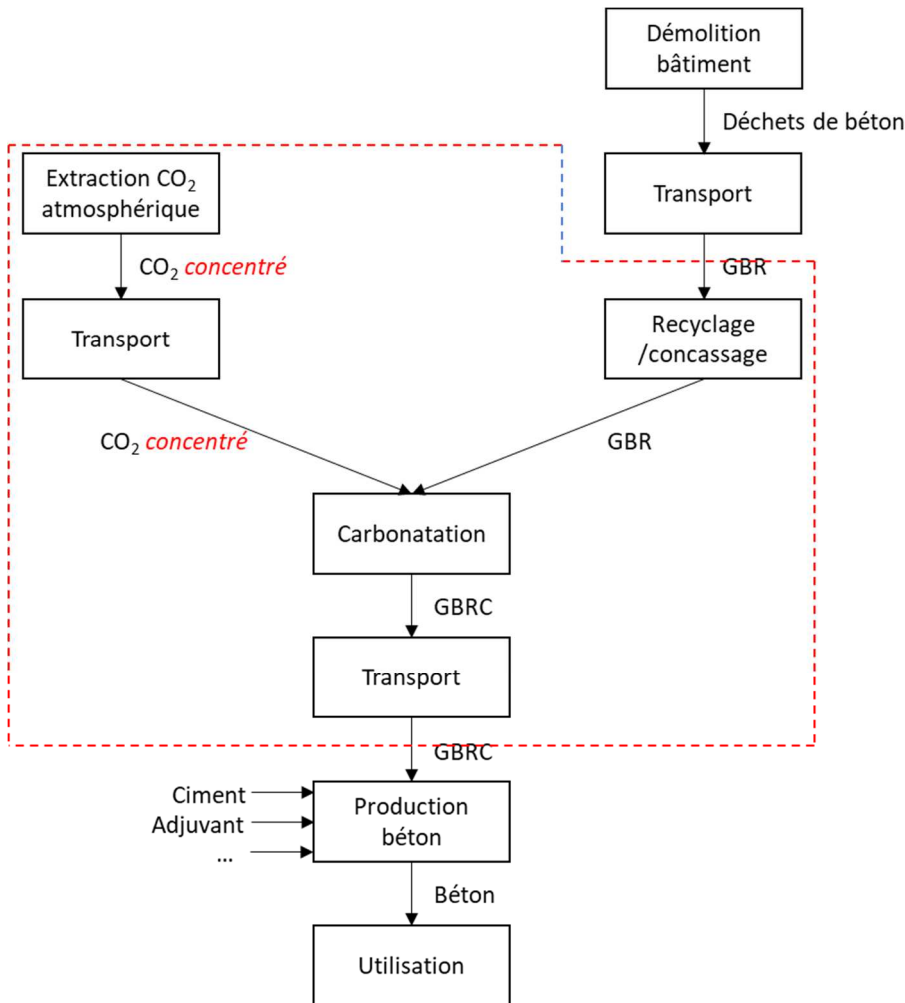 Démolition
bâtiment
Déchets de béton
Extraction CO₂
atmosphérique
Transport
CO₂ concentré
GBR
Transport
Recyclage
/concassage
CO₂ concentré
GBR
Carbonatation
GBRC
Transport
GBRC
Ciment
Adjuvant
...
Production
béton
Béton
Utilisation